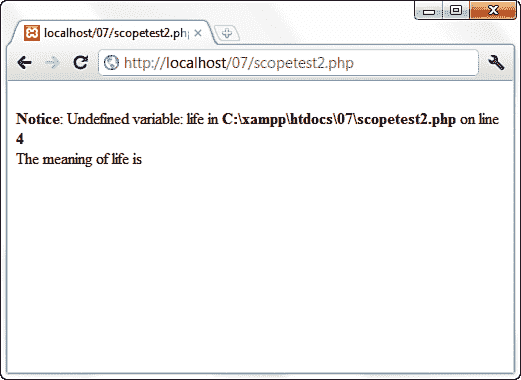 localhost/07/scopetest2.php
http://localhost/07/scopetest2.php
Notice: Undefined variable: life in C:\xampp\htdocs\07\scopetest2.php on line
4
The meaning of life is